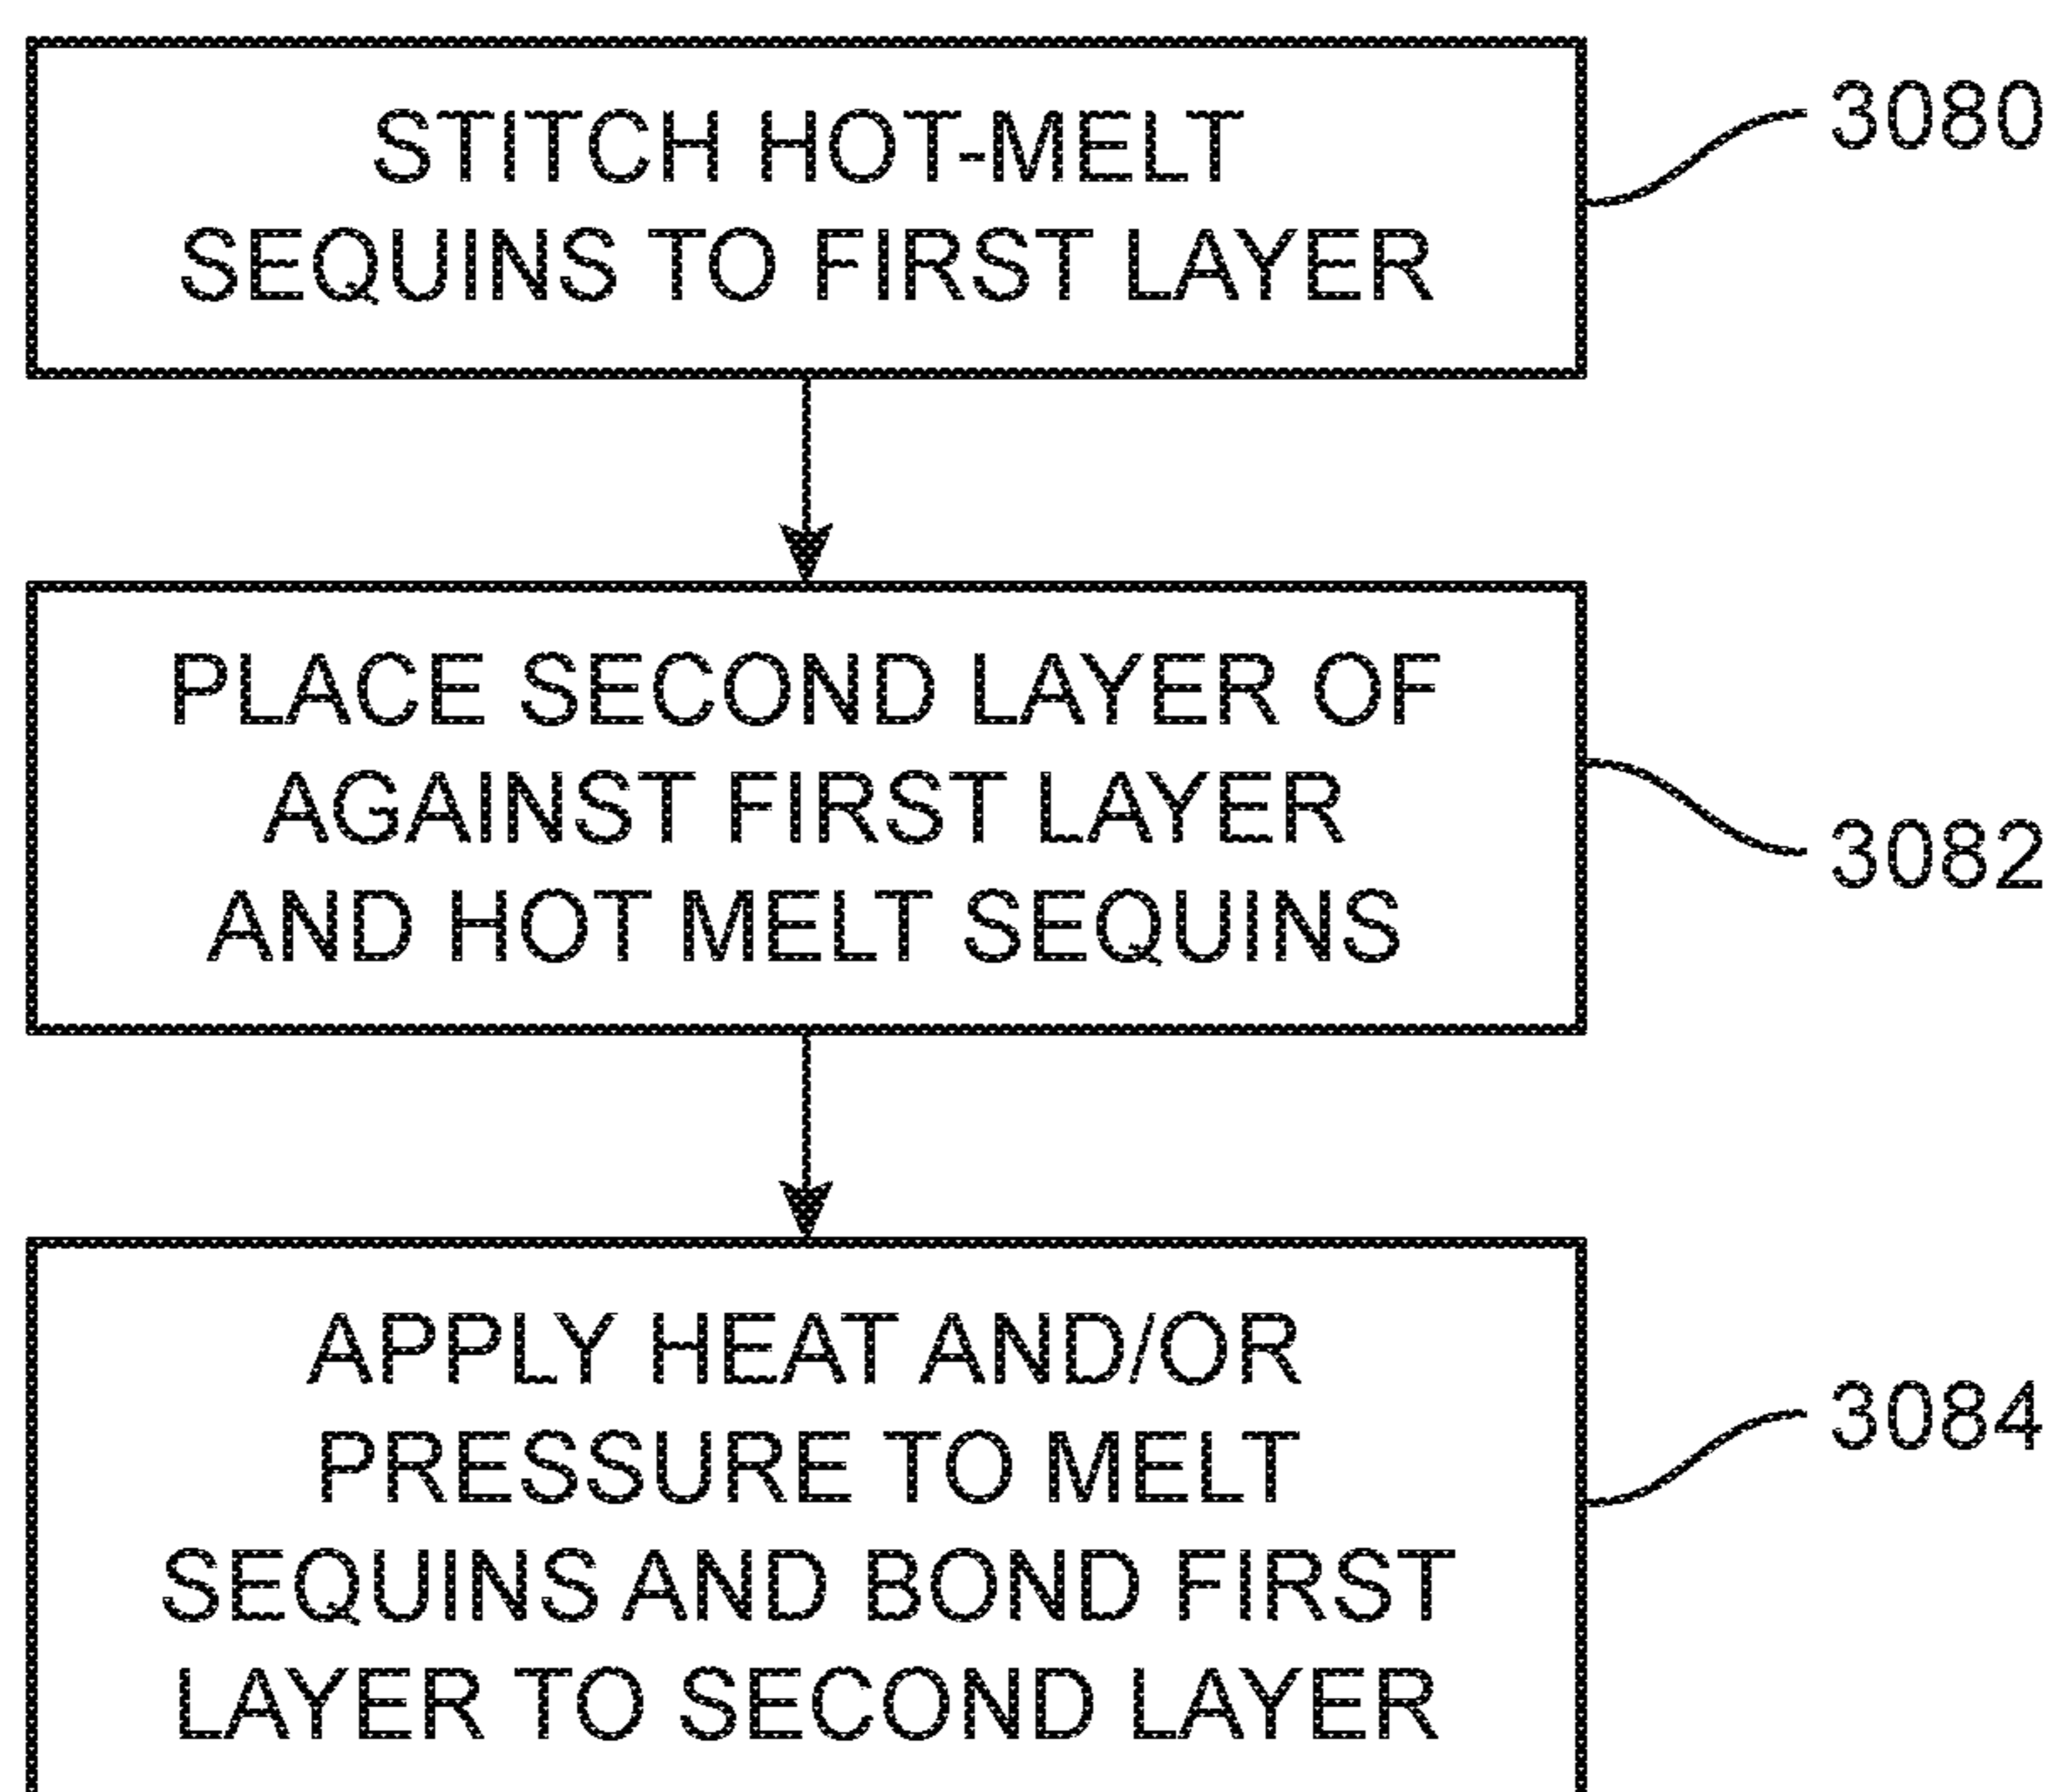 STITCH HOT-MELT
SEQUINS TO FIRST LAYER
3080
PLACE SECOND LAYER OF
AGAINST FIRST LAYER
AND HOT MELT SEQUINS
3082
APPLY HEAT AND/OR
PRESSURE TO MELT
SEQUINS AND BOND FIRST
LAYER TO SECOND LAYER
3084